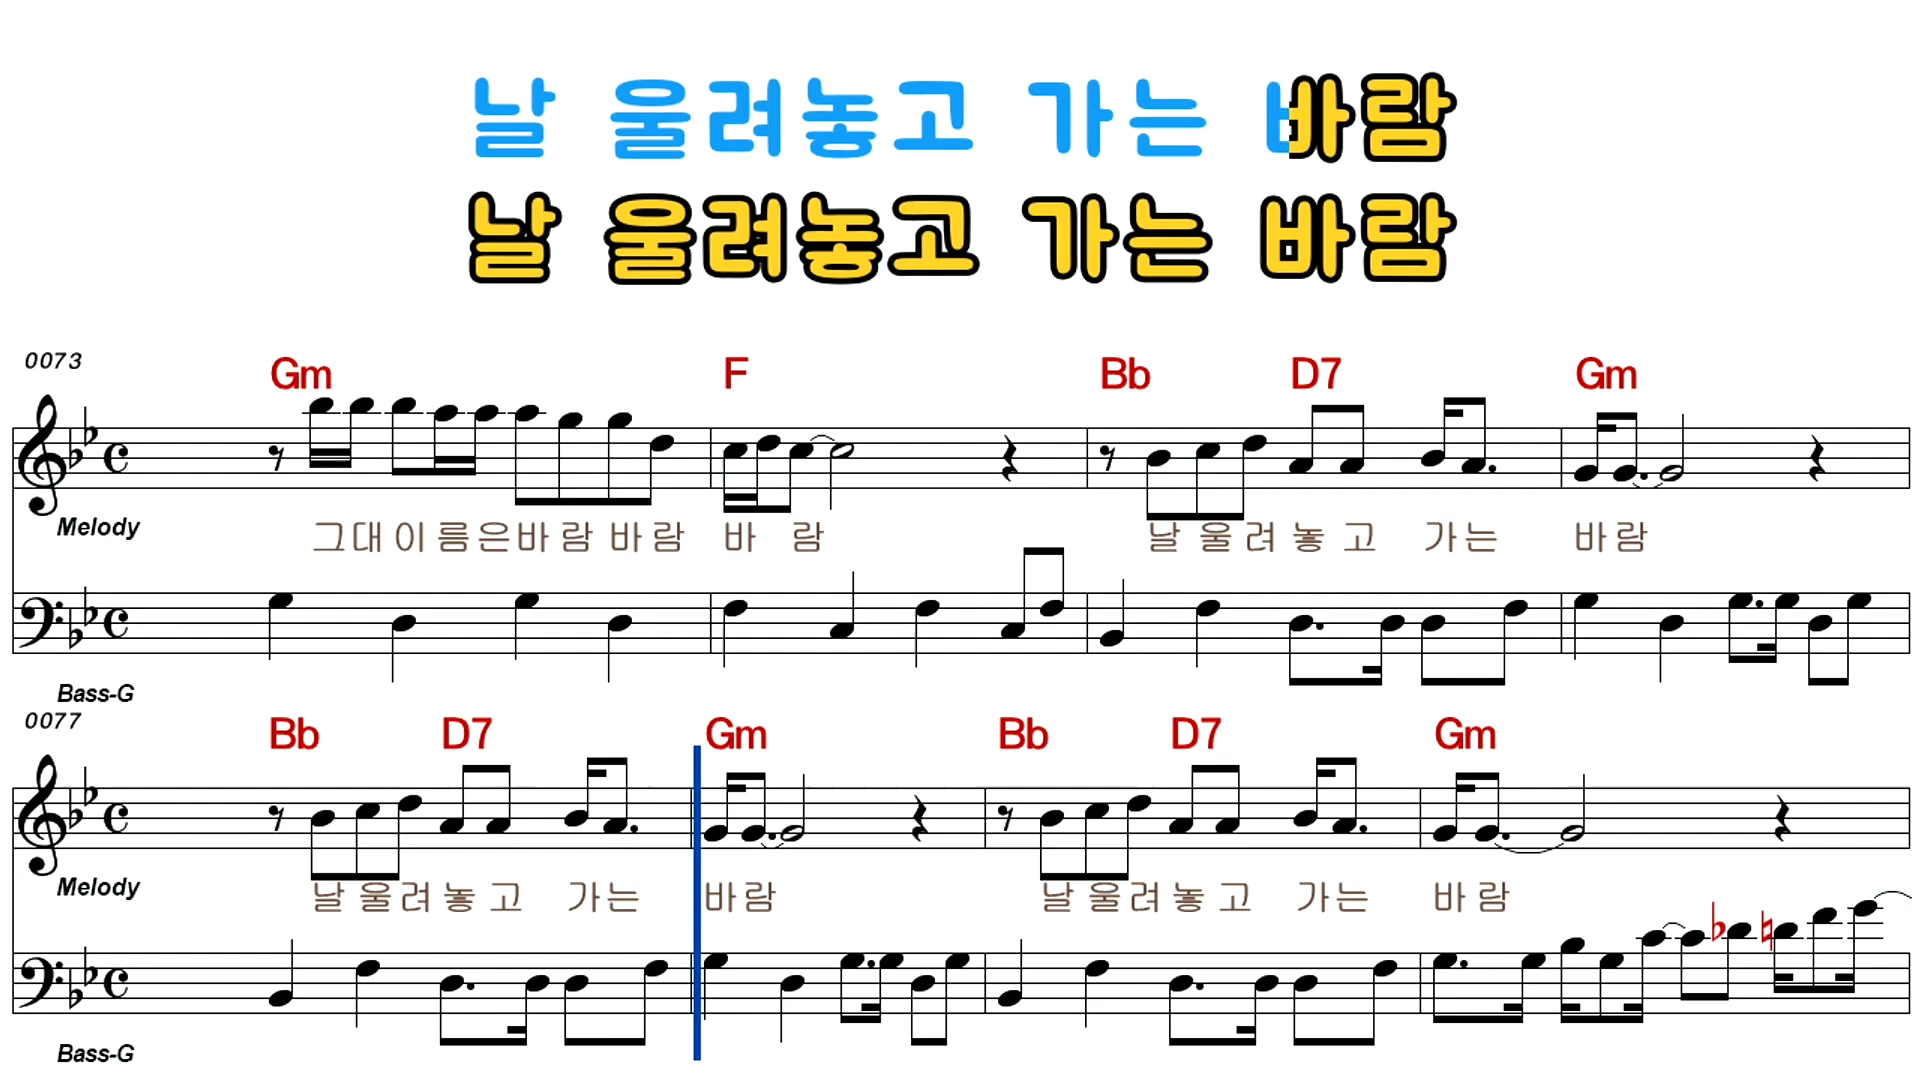 날 울려놓고 가는 바람
날 울려놓고 가는 바람
0073
Gm F Bb D7 Gm
Melody
그대이름은바람 바람 바 람 날 울려 놓 고 가는 바람
Bass-G
0077
Bb D7 Gm Bb D7 Gm
Melody
날 울려 놓 고 가는 바람 날 울려 놓 고 가는 바 람
Bass-G